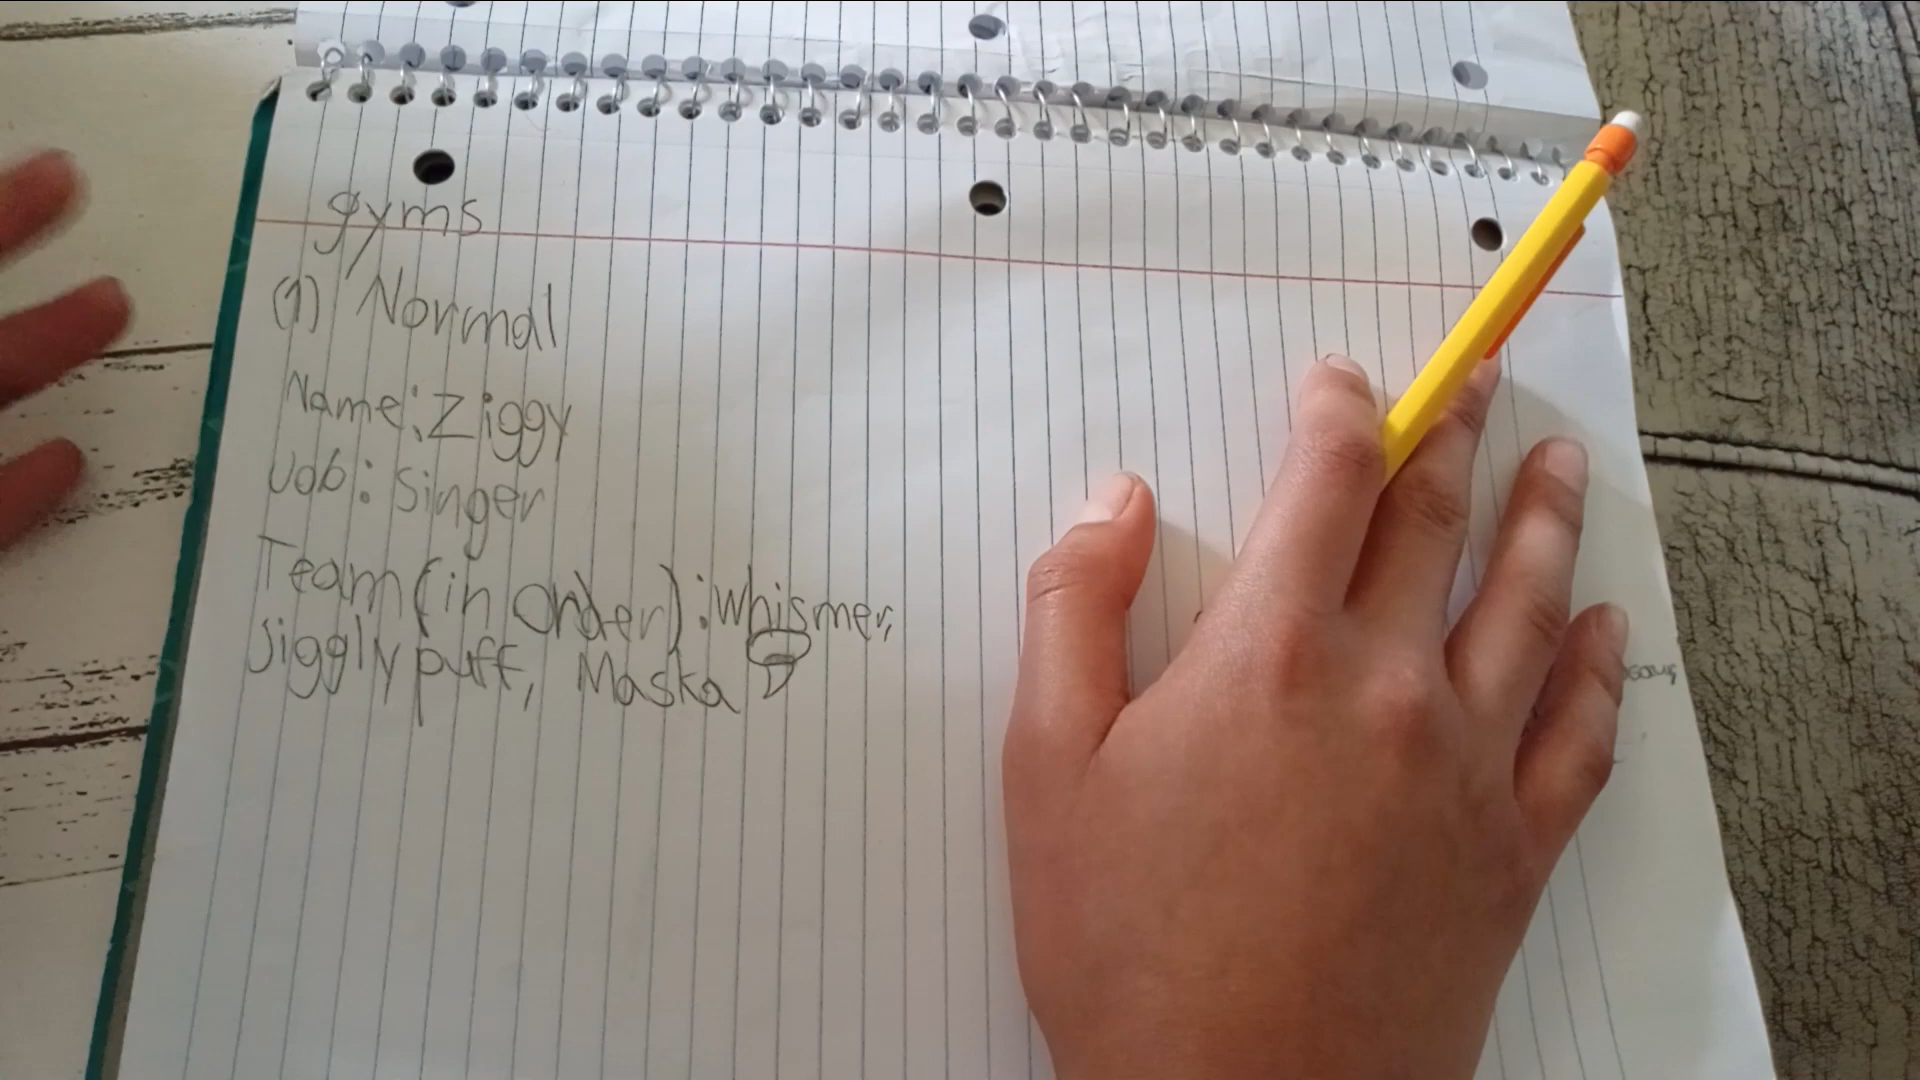 gyms
(1) Normal
Name: Ziggy
Job: Singer
Team (in order): Whismer,
Jigglypuff, Maska